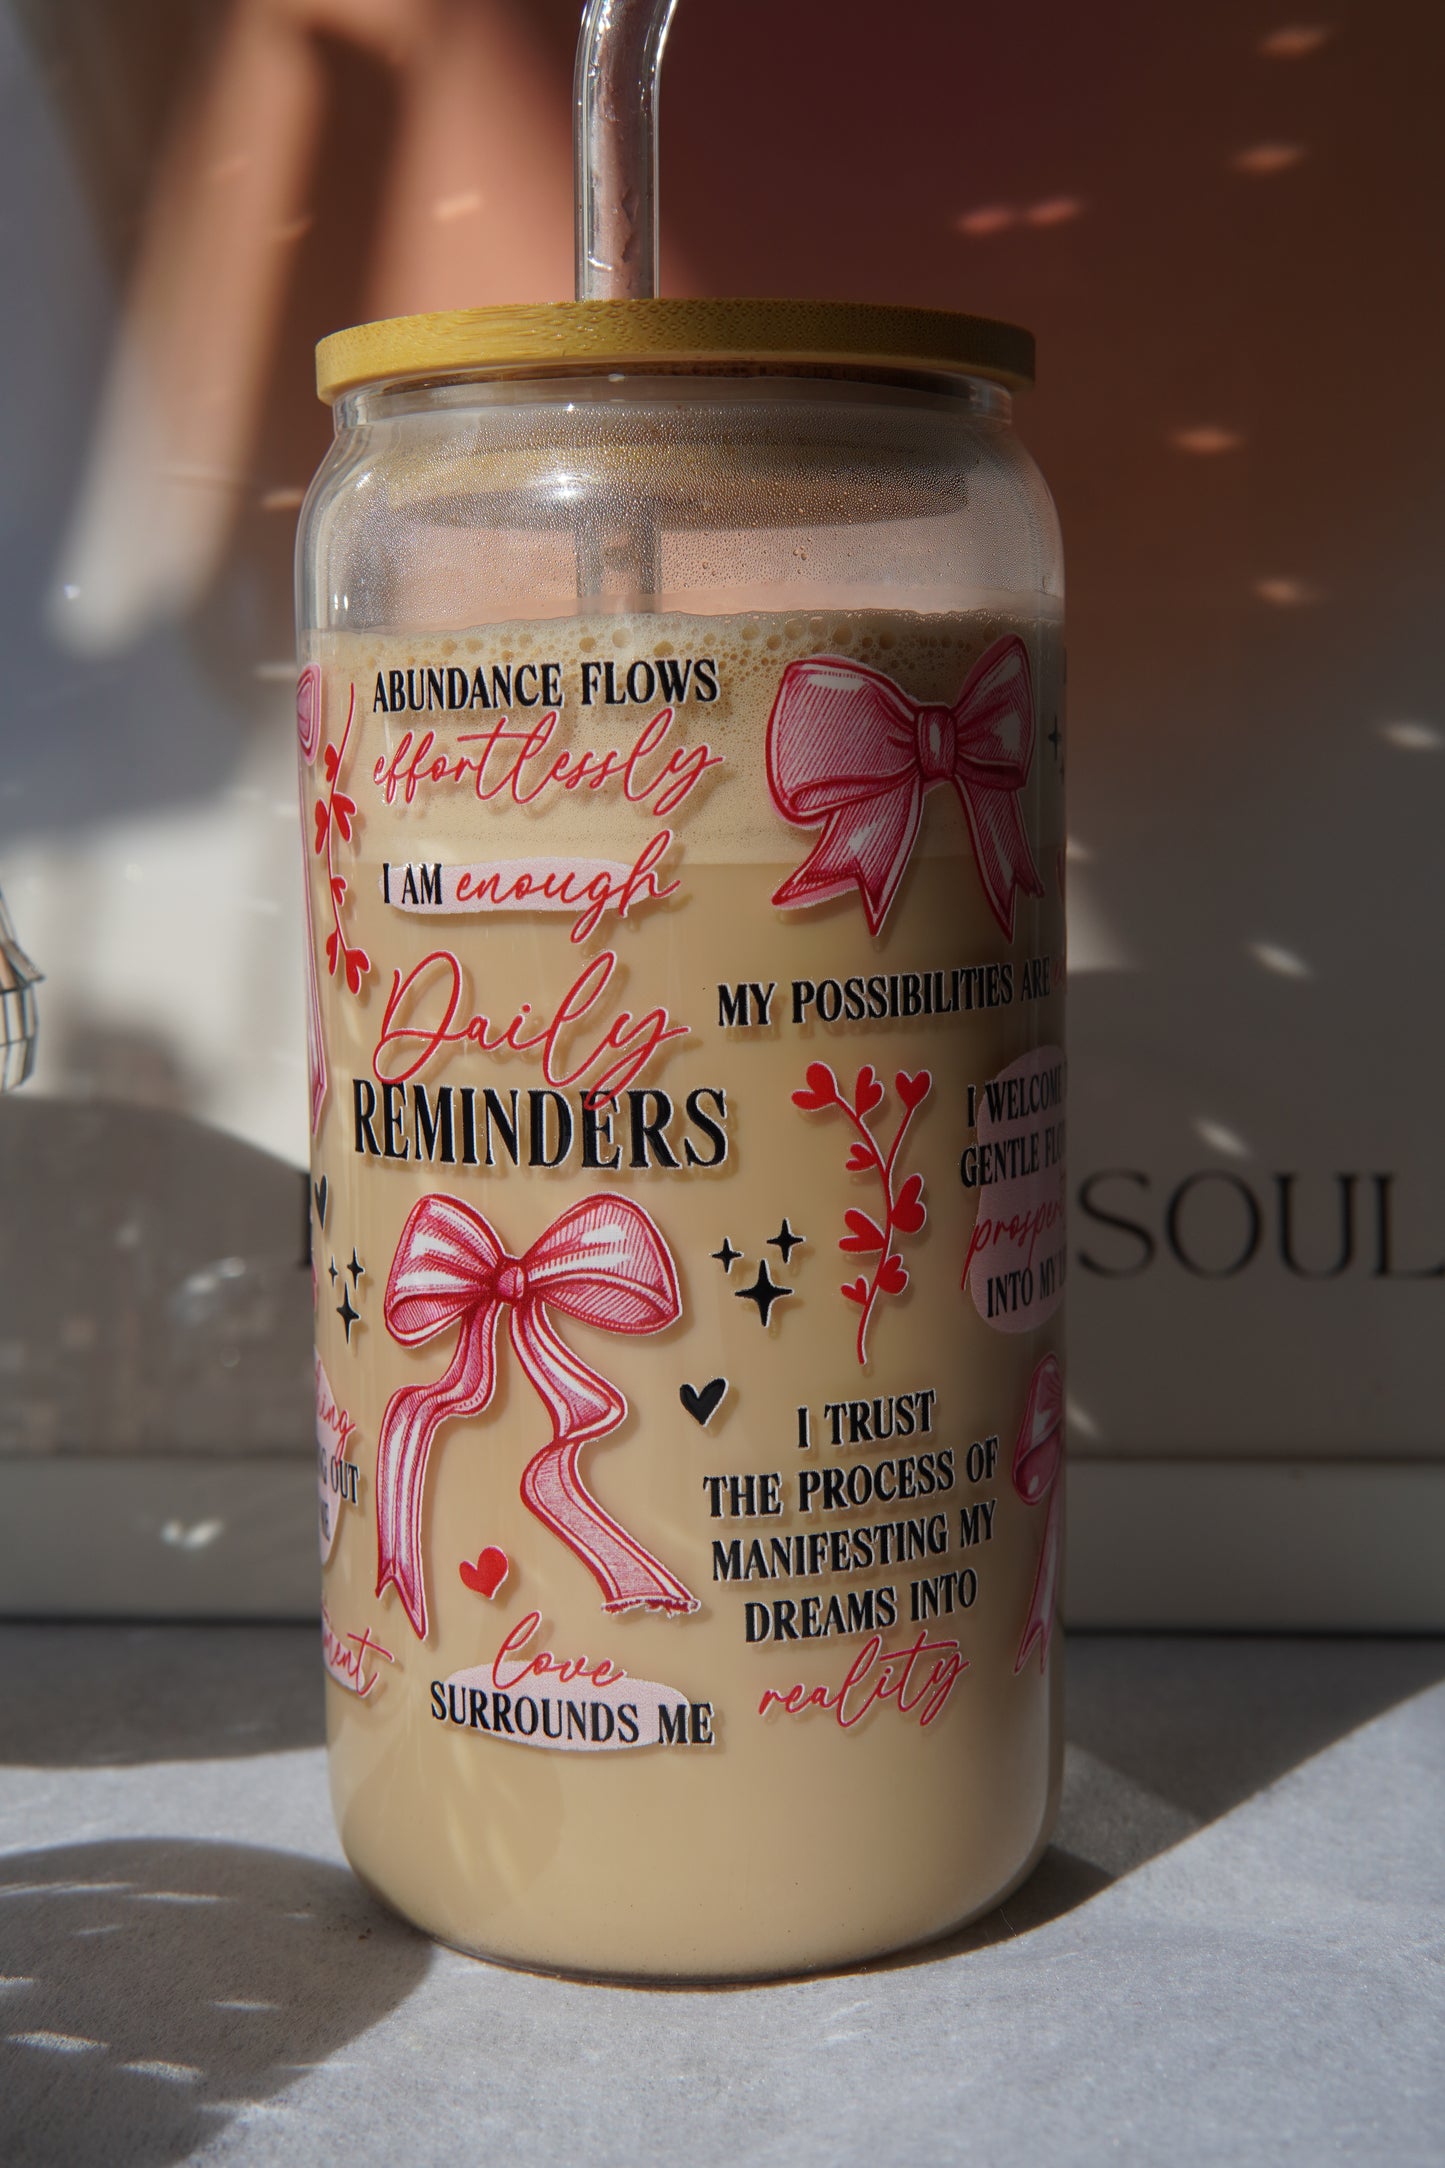 ABUNDANCE FLOWS
effortlessly
I AM enough
Daily
REMINDERS
love
SURROUNDS ME
MY POSSIBILITIES ARE
I WELCOME
GENTLE
INTO MY
I TRUST
THE PROCESS OF
MANIFESTING MY
DREAMS INTO
reality
OUT
SOUL